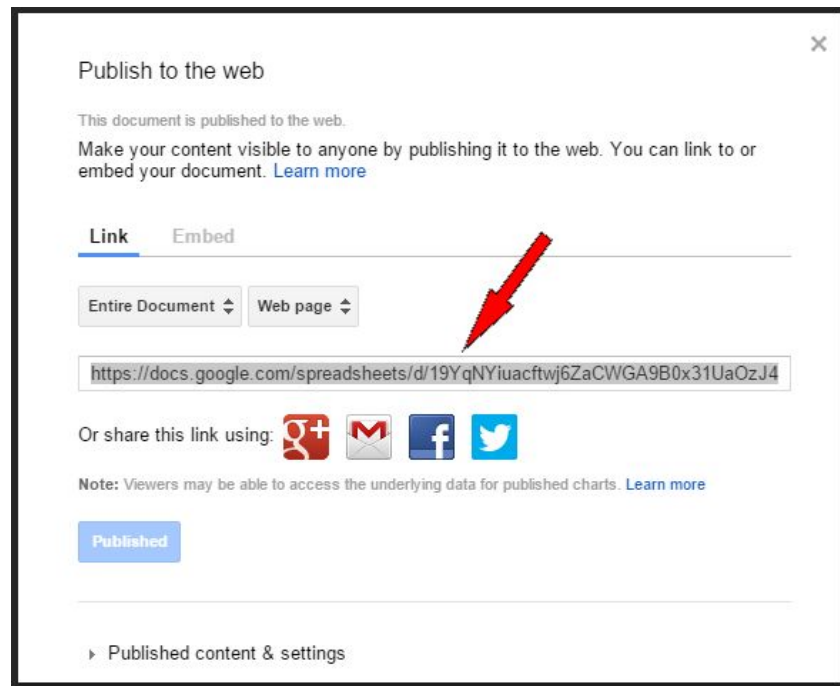 Publish to the web
This document is published to the web.
Make your content visible to anyone by publishing it to the web. You can link to or
embed your document. Learn more
Link Embed
Entire Document Web page
https://docs.google.com/spreadsheets/d/19YqNYiuacftwj6ZaCWGA9B0x31UaOzJ4
Or share this link using: g+ M f
Note: Viewers may be able to access the underlying data for published charts. Learn more
Published
Published content & settings